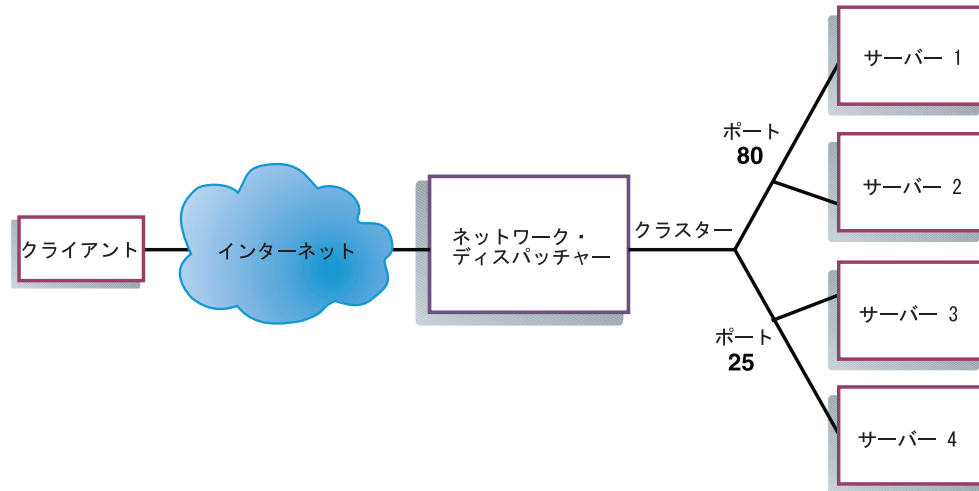 クライアント
インターネット
ネットワーク・
ディスパッチャー
クラスター
ポート
80
ポート
25
サーバー 1
サーバー 2
サーバー 3
サーバー 4